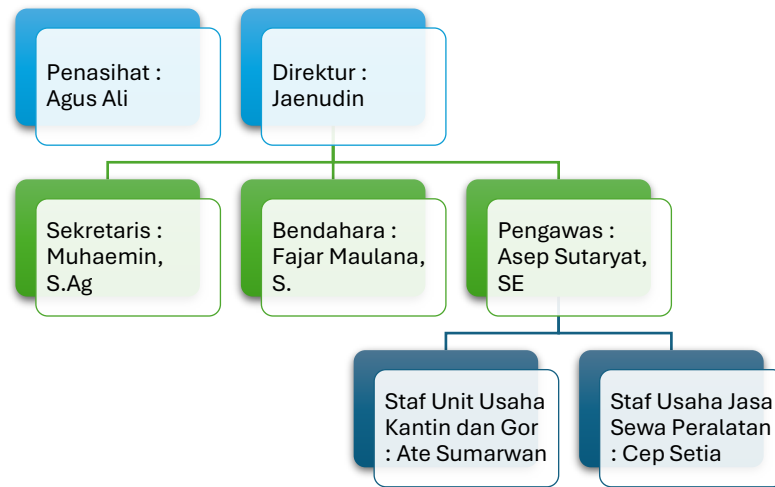 Penasihat :
Agus Ali
Direktur :
Jaenudin
Sekretaris :
Muhaemin,
S.Ag
Bendahara :
Fajar Maulana,
S.
Pengawas :
Asep Sutaryat,
SE
Staf Unit Usaha
Kantin dan Gor
: Ate Sumarwan
Staf Usaha Jasa
Sewa Peralatan
: Cep Setia